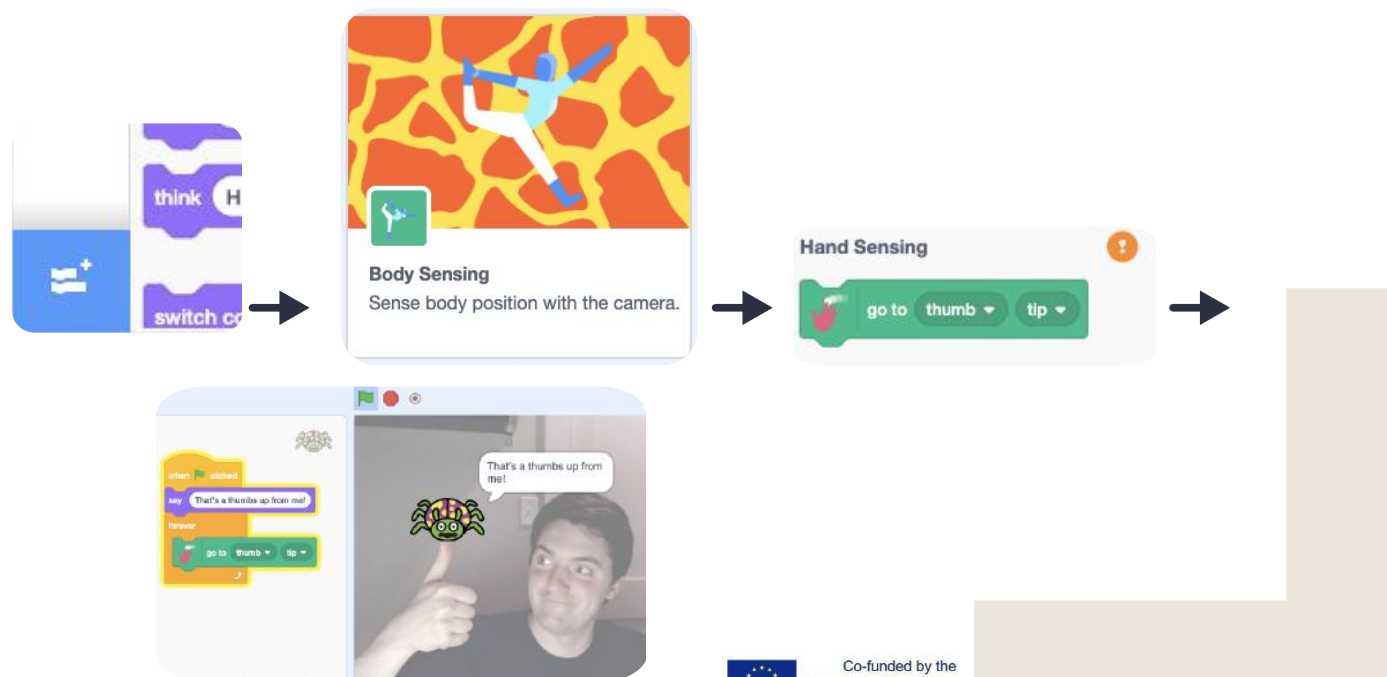 think H
switch co
Body Sensing
Sense body position with the camera.
Hand Sensing
go to thumb tip
when clicked
say That's a thumbs up from me!
forever
go to thumb tip
That's a thumbs up from
me!
Co-funded by the